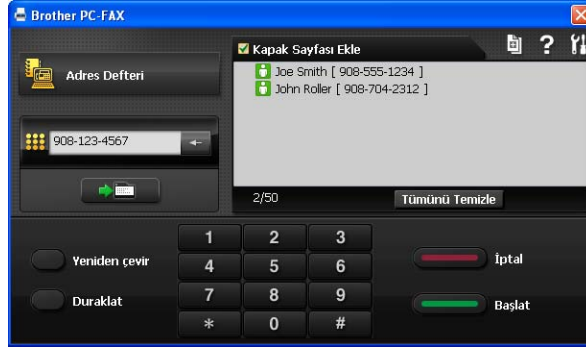 Brother PC-FAX
Adres Defteri
Kapak Sayfası Ekle
?
Joe Smith [ 908-555-1234 ]
John Roller [ 908-704-2312 ]
908-123-4567
2/50
Tümünü Temizle
Yeniden çevir
Duraklat
1 2 3
4 5 6
7 8 9
* 0 #
İptal
Başlat